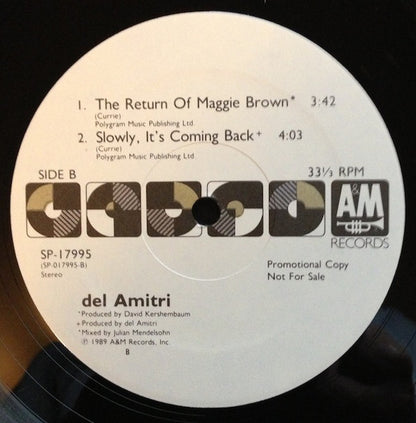 1. The Return Of Maggie Brown* 3:42
(Currie)
Polygram Music Publishing Ltd.
2. Slowly, It's Coming Back+ 4:03
(Currie)
Polygram Music Publishing Ltd
SIDE B
33⅓ RPM
A&M
RECORDS
SP-17995
(SP-017995-B)
Stereo
Promotional Copy
Not For Sale
del Amitri
*Produced by David Kershembaum
+Produced by del Amitri
*Mixed by Julian Mendelsohn
℗ 1989 A&M Records, Inc.
B